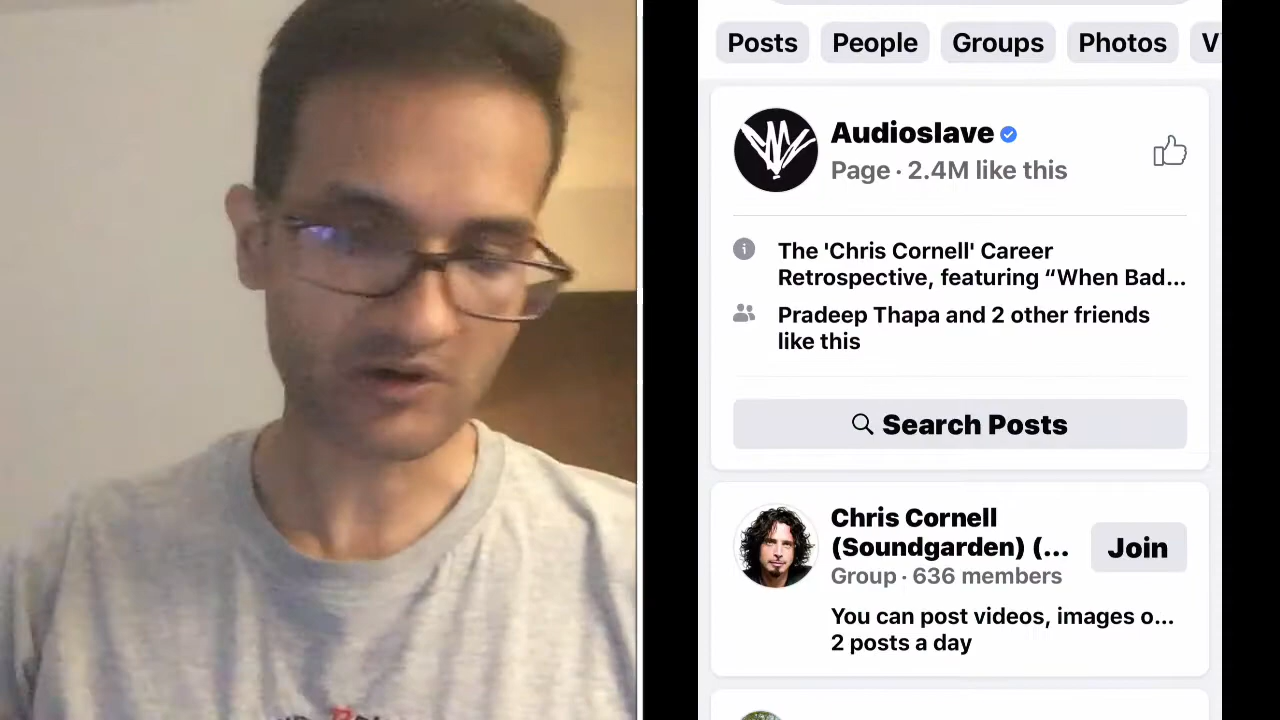 Posts People Groups Photos V
Audioslave
Page · 2.4M like this
The 'Chris Cornell' Career
Retrospective, featuring “When Bad...
Pradeep Thapa and 2 other friends
like this
Search Posts
Chris Cornell
(Soundgarden) (...
Join
Group · 636 members
You can post videos, images o...
2 posts a day